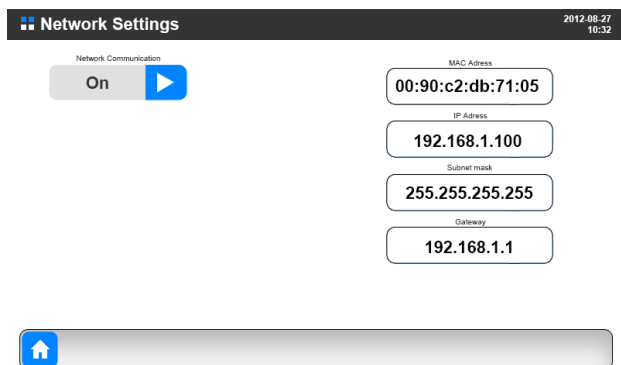 Network Settings
2012-08-27
10:32
Network Communication
On
MAC Adress
00:90:c2:db:71:05
IP Adress
192.168.1.100
Subnet mask
255.255.255.255
Gateway
192.168.1.1